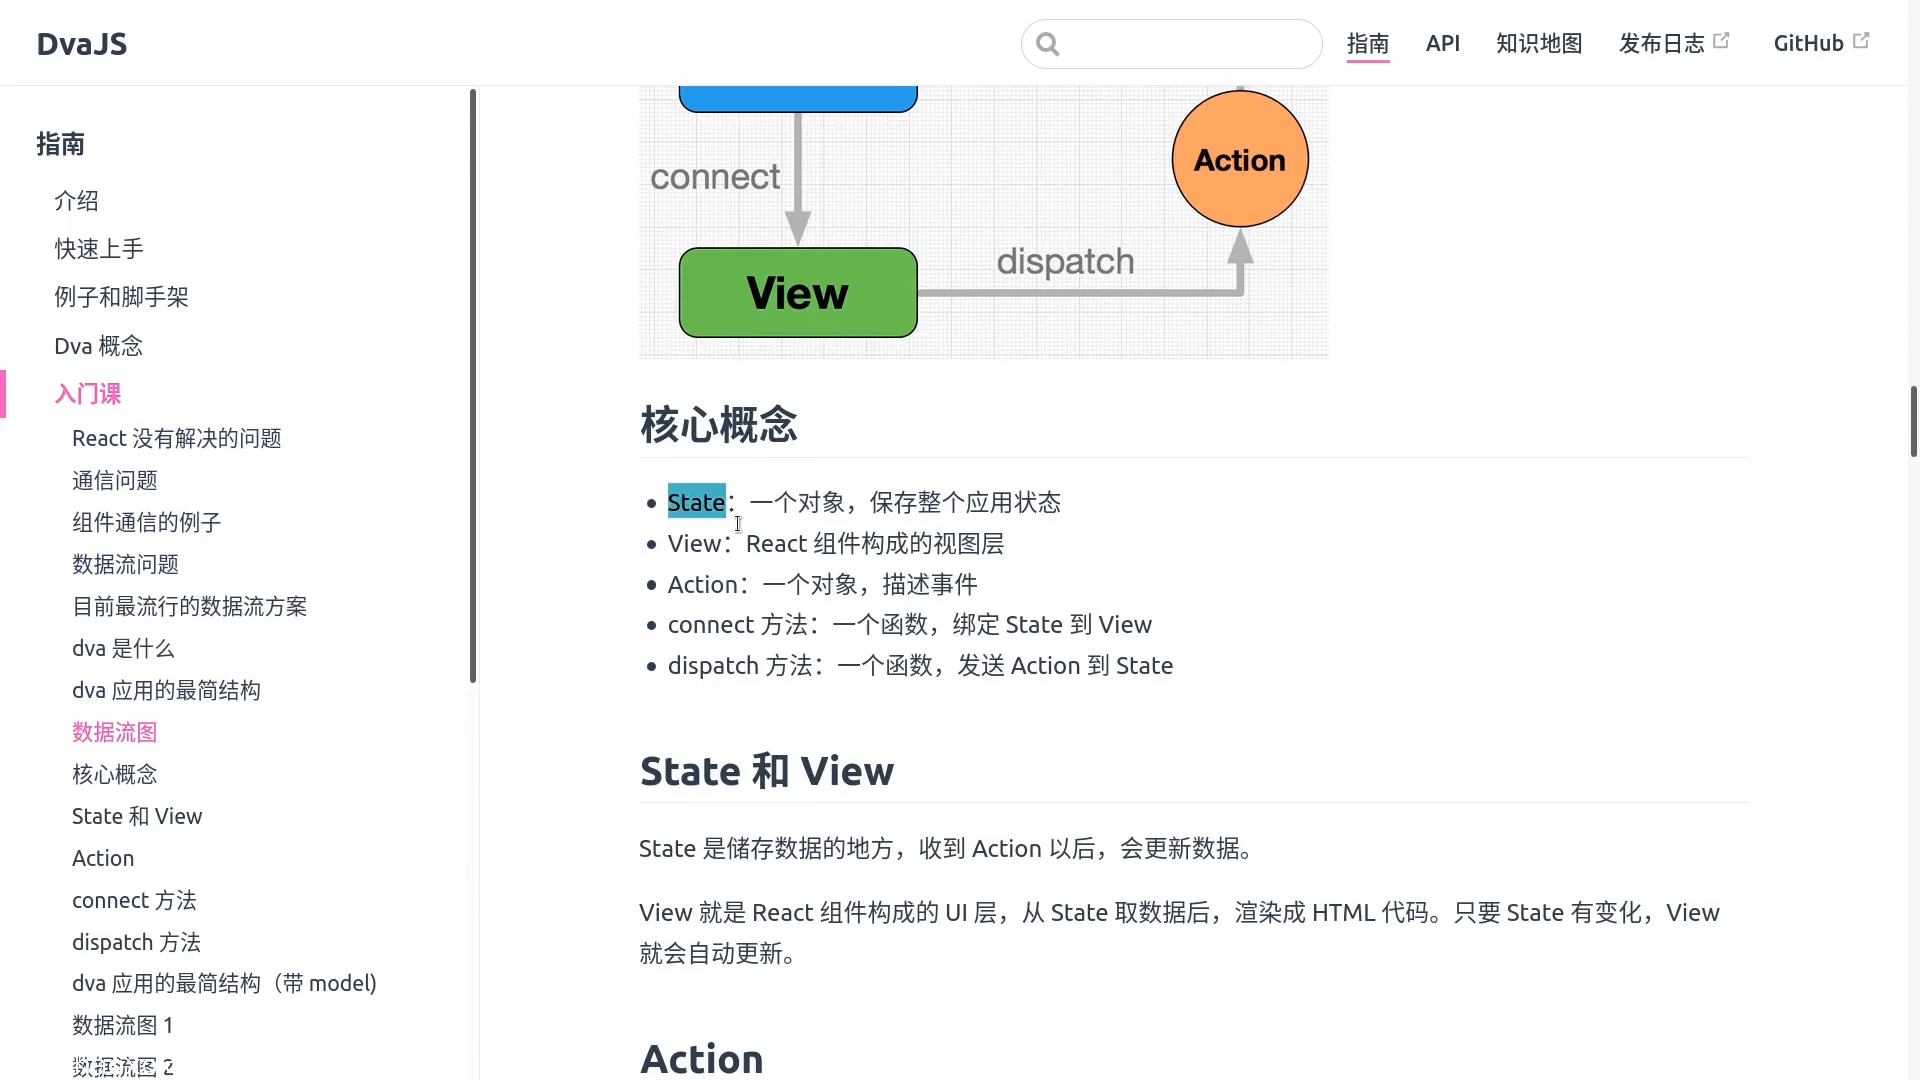 DvaJS
指南
API
知识地图
发布日志
GitHub
指南
介绍
快速上手
例子和脚手架
Dva 概念
入门课
React 没有解决的问题
通信问题
组件通信的例子
数据流问题
目前最流行的数据流方案
dva 是什么
dva 应用的最简结构
数据流图
核心概念
State 和 View
Action
connect 方法
dispatch 方法
dva 应用的最简结构（带 model)
数据流图 1
数据流图 2
connect
Action
dispatch
View
核心概念
State：一个对象，保存整个应用状态
View：React 组件构成的视图层
Action：一个对象，描述事件
connect 方法：一个函数，绑定 State 到 View
dispatch 方法：一个函数，发送 Action 到 State
State 和 View
State 是储存数据的地方，收到 Action 以后，会更新数据。
View 就是 React 组件构成的 UI 层，从 State 取数据后，渲染成 HTML 代码。只要 State 有变化，View
就会自动更新。
Action